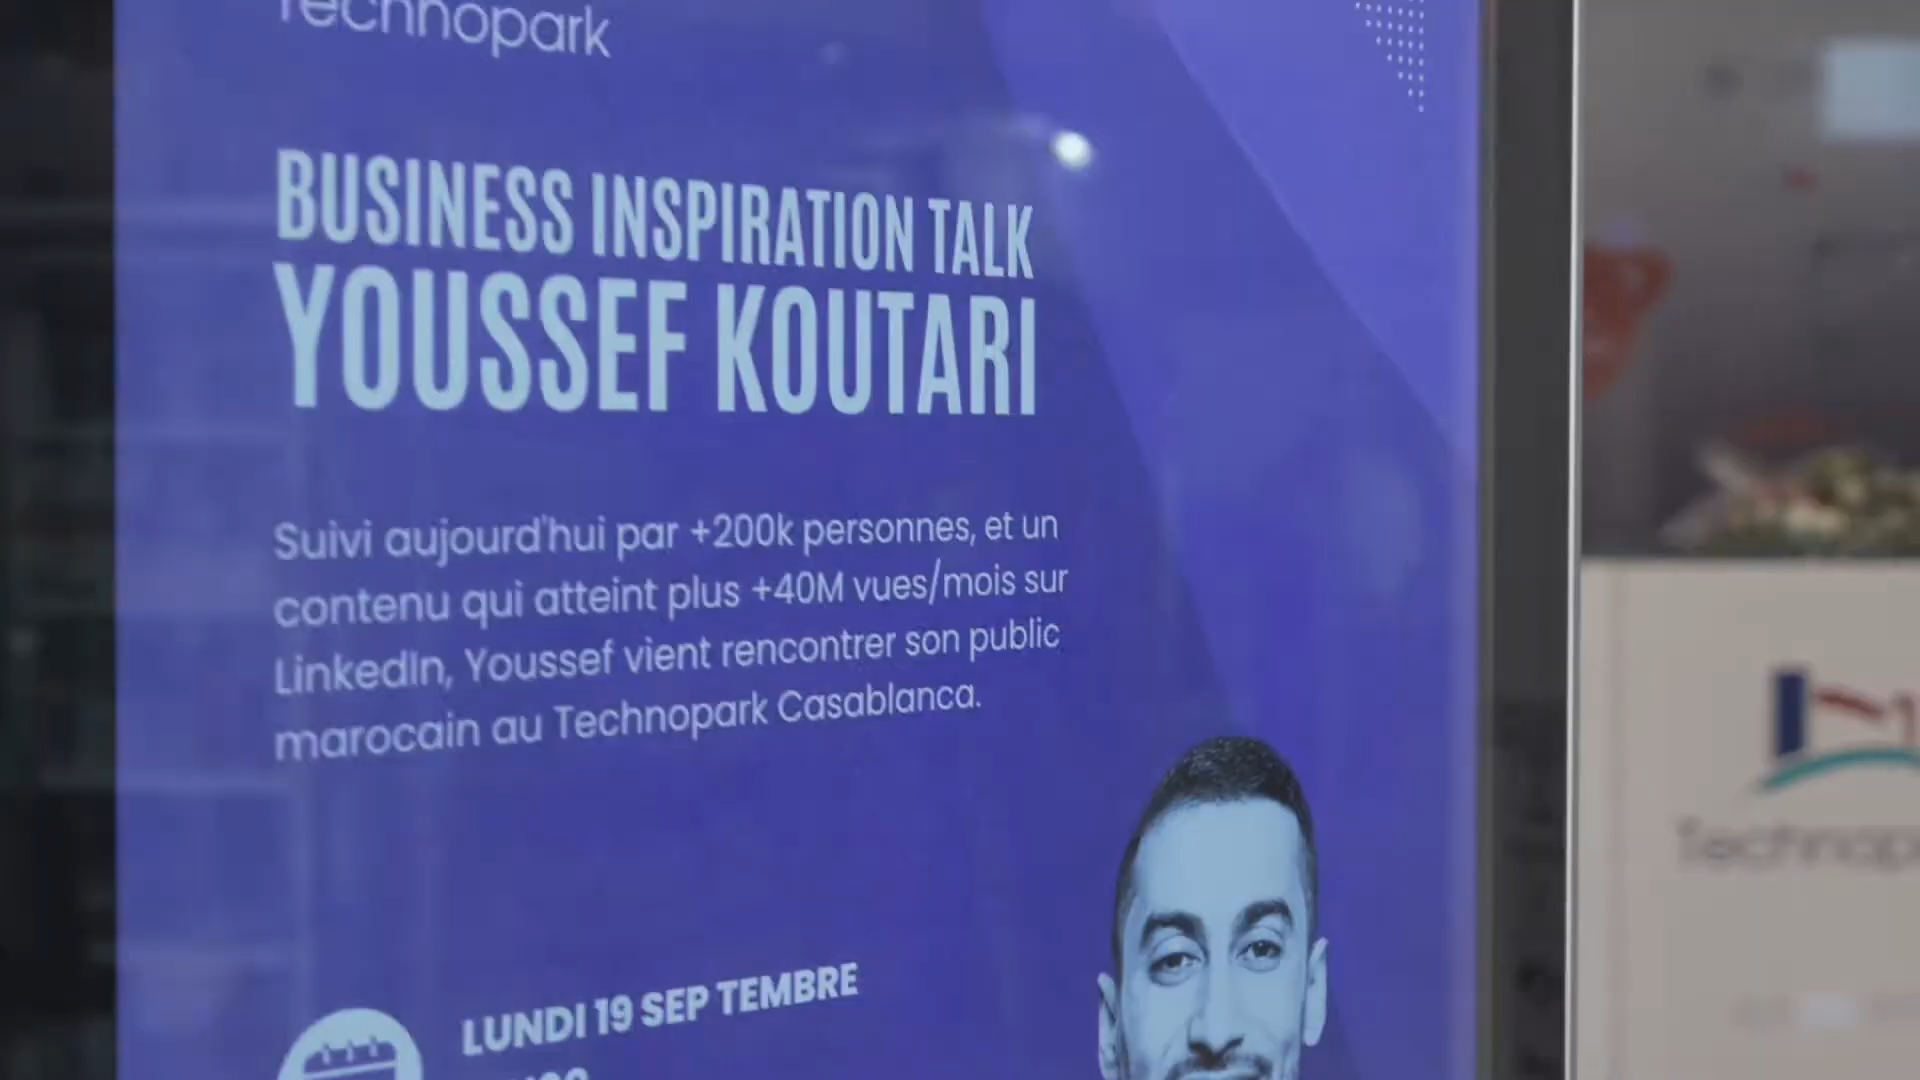 Technopark
BUSINESS INSPIRATION TALK
YOUSSEF KOUTARI
Suivi aujourd'hui par +200k personnes, et un
contenu qui atteint plus +40M vues/mois sur
LinkedIn, Youssef vient rencontrer son public
marocain au Technopark Casablanca.
LUNDI 19 SEP TEMBRE